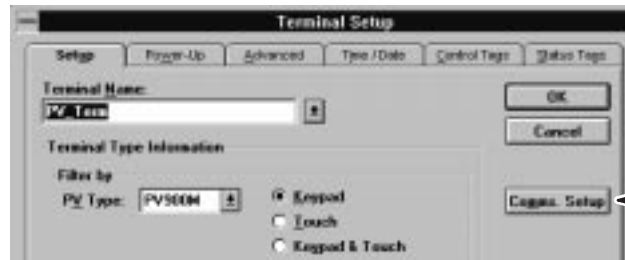 Terminal Setup
Setup Power-Up Advanced Time / Date Control Tags Status Tags
Terminal Name:
PV_Term
OK
Cancel
Terminal Type Information
Filter by
PV Type: PV900M
Keypad
Touch
Keypad & Touch
Comms. Setup